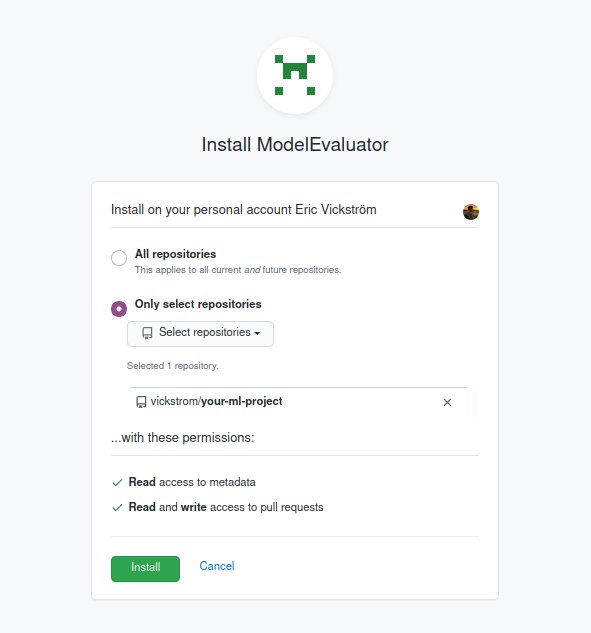 Install ModelEvaluator
Install on your personal account Eric Vickström
All repositories
This applies to all current and future repositories.
Only select repositories
Select repositories
Selected 1 repository.
vickstrom/your-ml-project
...with these permissions:
Read access to metadata
Read and write access to pull requests
Install Cancel